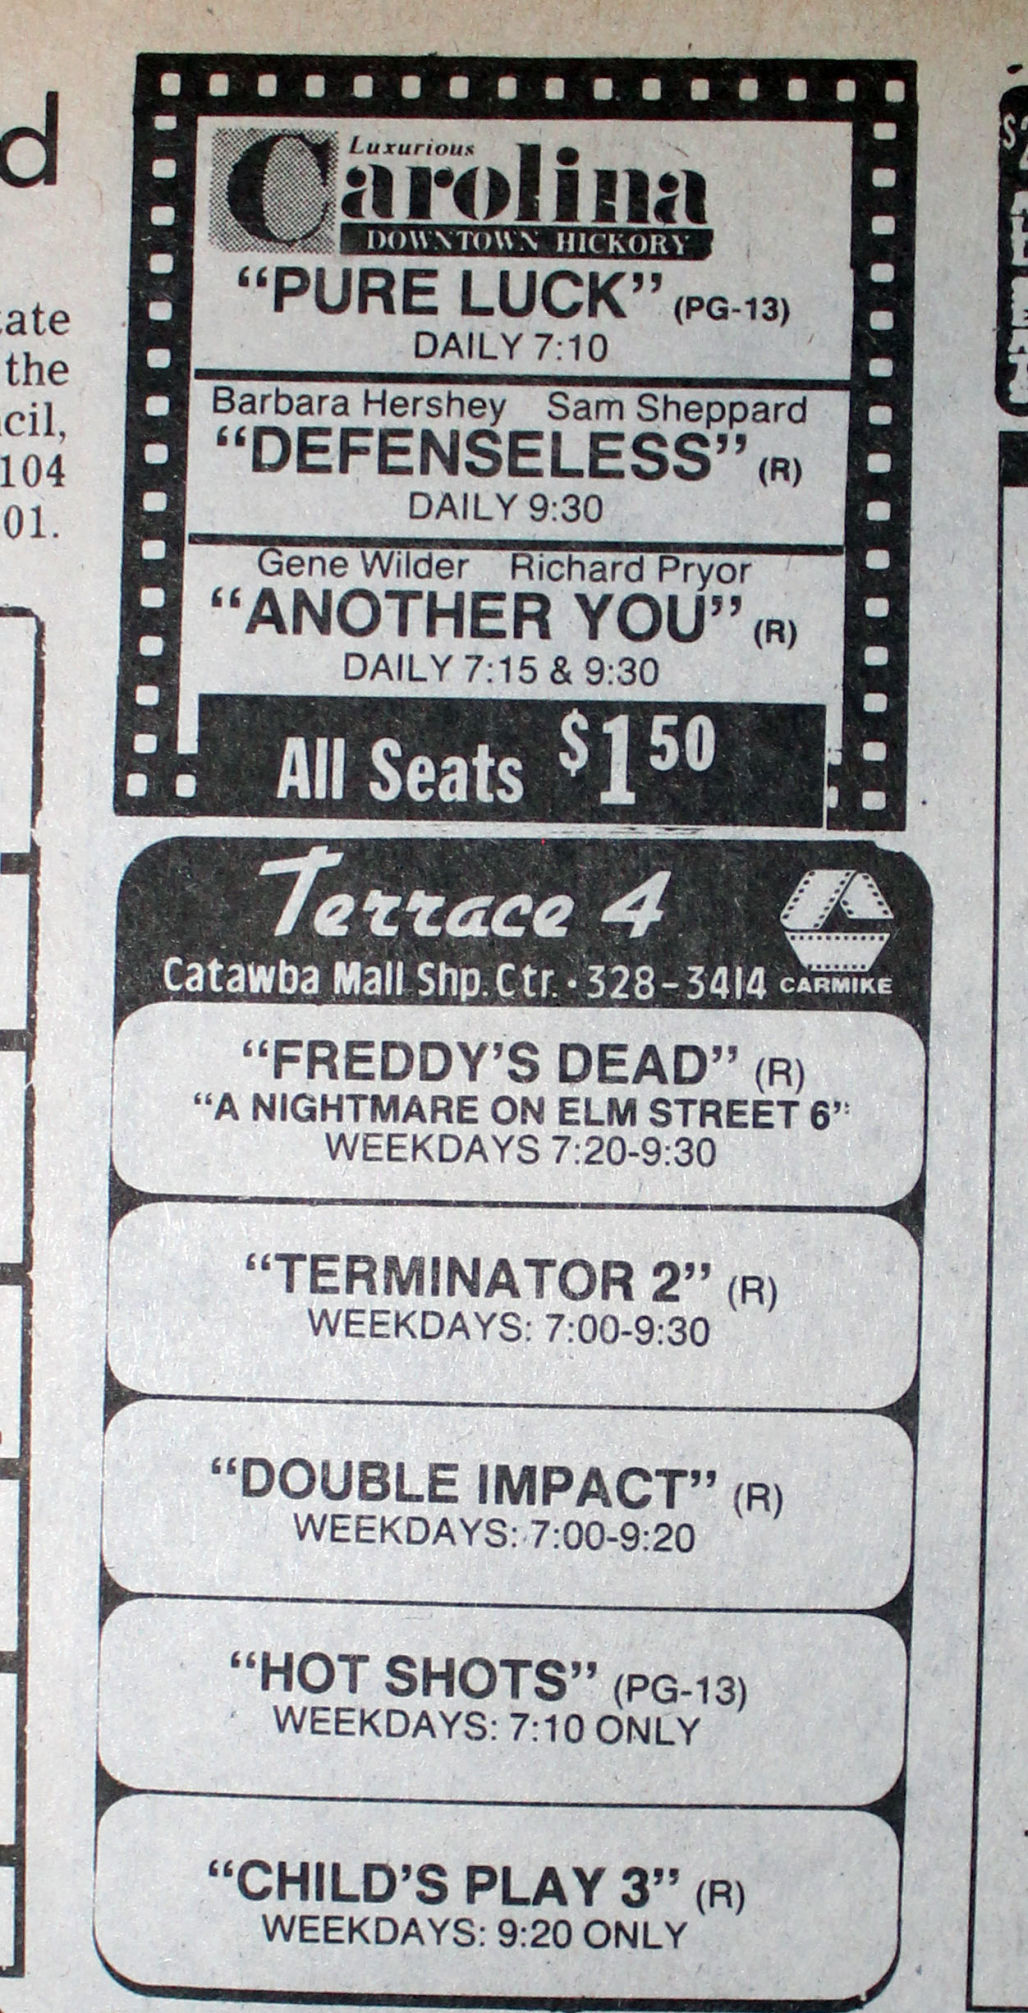 d
tate
the
cil,
104
01.
Luxurious
Carolina
DOWNTOWN HICKORY
“PURE LUCK” (PG-13)
DAILY 7:10
Barbara Hershey Sam Sheppard
“DEFENSELESS” (R)
DAILY 9:30
Gene Wilder Richard Pryor
“ANOTHER YOU” (R)
DAILY 7:15 & 9:30
All Seats $1 50
Terrace 4
Catawba Mall Shp. Ctr. · 328-3414 CARMIKE
“FREDDY’S DEAD” (R)
“A NIGHTMARE ON ELM STREET 6”
WEEKDAYS 7:20-9:30
“TERMINATOR 2” (R)
WEEKDAYS: 7:00-9:30
“DOUBLE IMPACT” (R)
WEEKDAYS: 7:00-9:20
“HOT SHOTS” (PG-13)
WEEKDAYS: 7:10 ONLY
“CHILD’S PLAY 3” (R)
WEEKDAYS: 9:20 ONLY